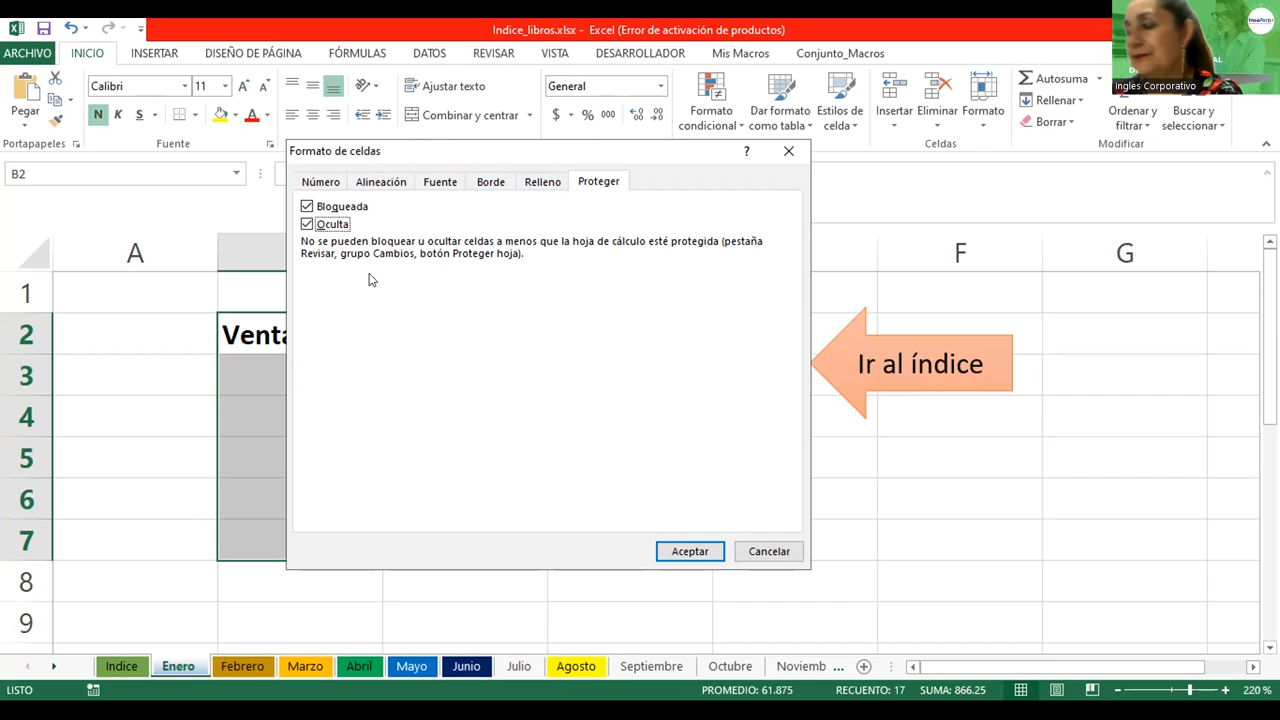 Indice_libros.xlsx - Excel (Error de activación de productos)
ARCHIVO INICIO INSERTAR DISEÑO DE PÁGINA FÓRMULAS DATOS REVISAR VISTA DESARROLLADOR Mis Macros Conjunto_Macros
Ingles Corporativo
Insaforp
Pegar
Calibri 11
N K S
Ajustar texto
Combinar y centrar
General
$ % 000
Formato condicional
Dar formato como tabla
Estilos de celda
Insertar
Eliminar
Formato
Autosuma
Rellenar
Borrar
Ordenar y filtrar
Buscar y seleccionar
Portapapeles Fuente Celdas Modificar
B2
Formato de celdas
Número Alineación Fuente Borde Relleno Proteger
Bloqueada
Oculta
No se pueden bloquear u ocultar celdas a menos que la hoja de cálculo esté protegida (pestaña
Revisar, grupo Cambios, botón Proteger hoja).
Aceptar Cancelar
A F G
1
2 Venta
3
4
5
6
7
8
9
Ir al índice
Indice Enero Febrero Marzo Abril Mayo Junio Julio Agosto Septiembre Octubre Noviemb ...
LISTO PROMEDIO: 61.875 RECUENTO: 17 SUMA: 866.25 220 %